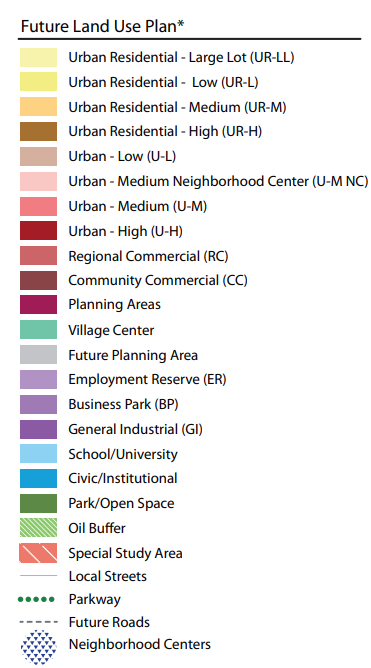 Future Land Use Plan*
Urban Residential - Large Lot (UR-LL)
Urban Residential - Low (UR-L)
Urban Residential - Medium (UR-M)
Urban Residential - High (UR-H)
Urban - Low (U-L)
Urban - Medium Neighborhood Center (U-M NC)
Urban - Medium (U-M)
Urban - High (U-H)
Regional Commercial (RC)
Community Commercial (CC)
Planning Areas
Village Center
Future Planning Area
Employment Reserve (ER)
Business Park (BP)
General Industrial (GI)
School/University
Civic/Institutional
Park/Open Space
Oil Buffer
Special Study Area
Local Streets
Parkway
Future Roads
Neighborhood Centers